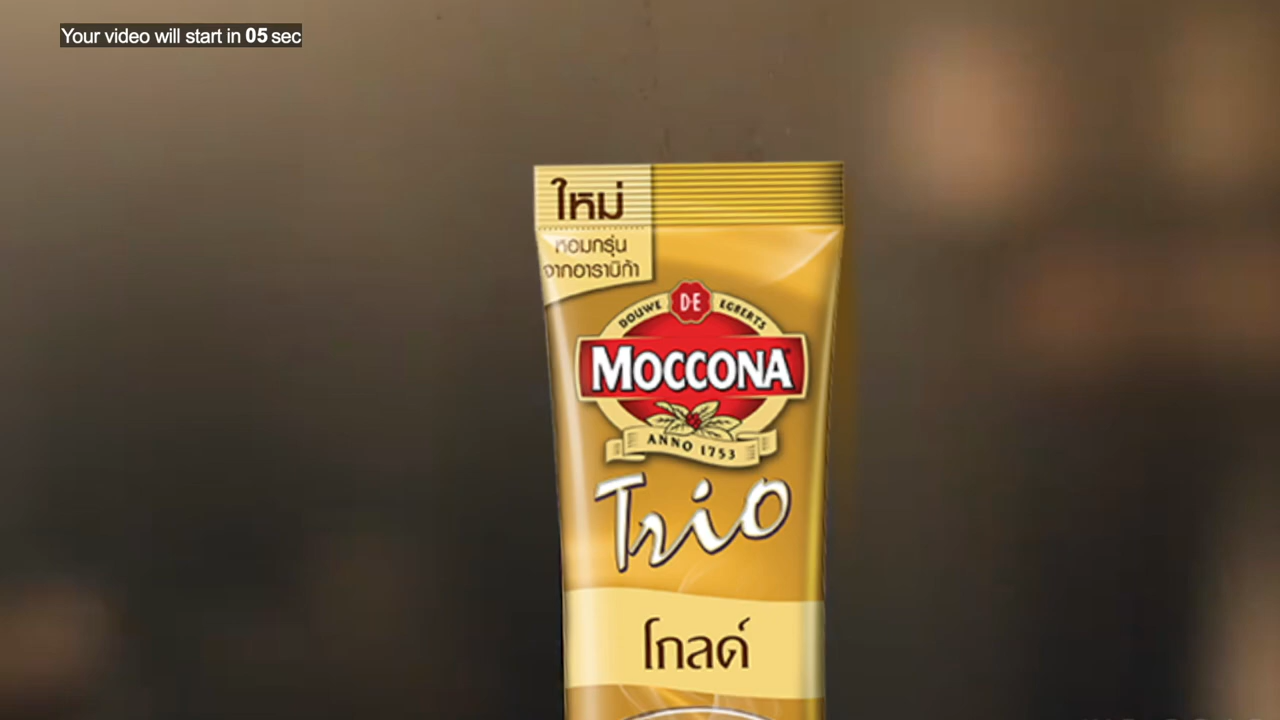 Your video will start in 05 sec
ใหม่
หอมกรุ่น
จากอาราบิก้า
D·E
DOUWE EGBERTS
MOCCONA
ANNO 1753
Trio
โกลด์